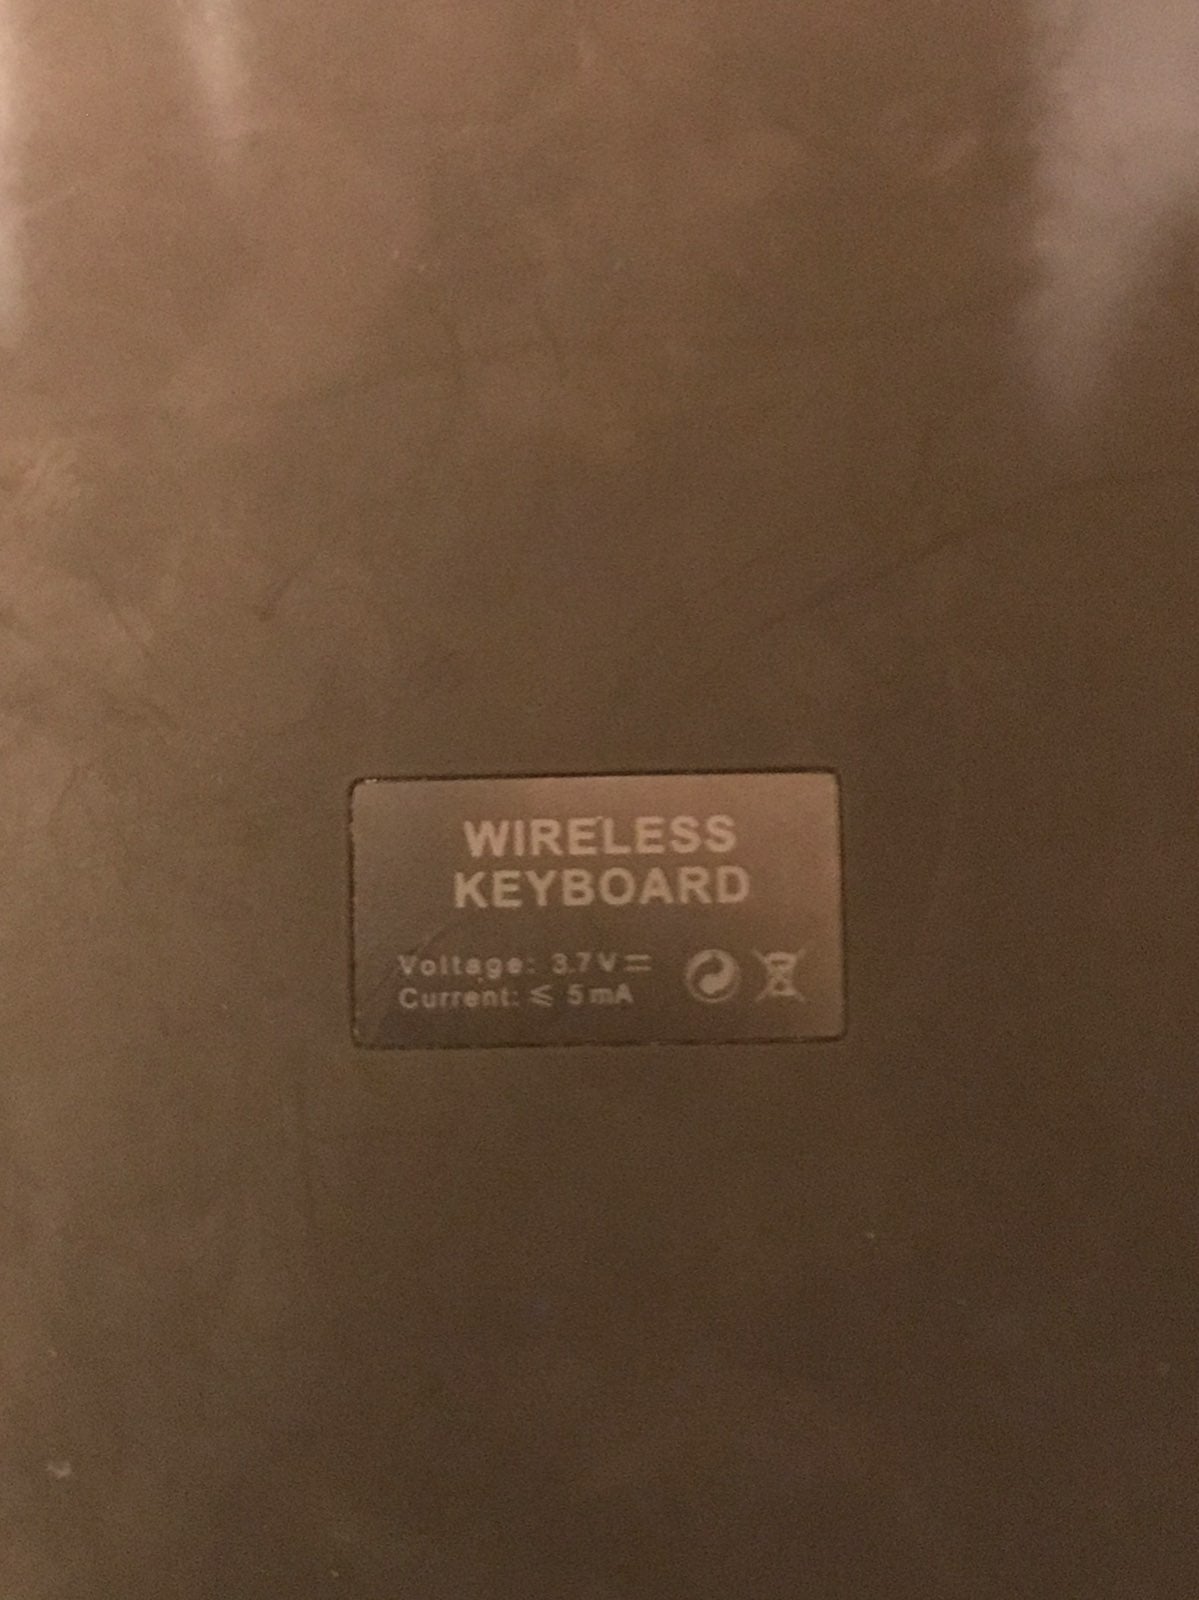 WIRELESS
KEYBOARD
Voltage: 3.7V⎓
Current: ⩽ 5mA